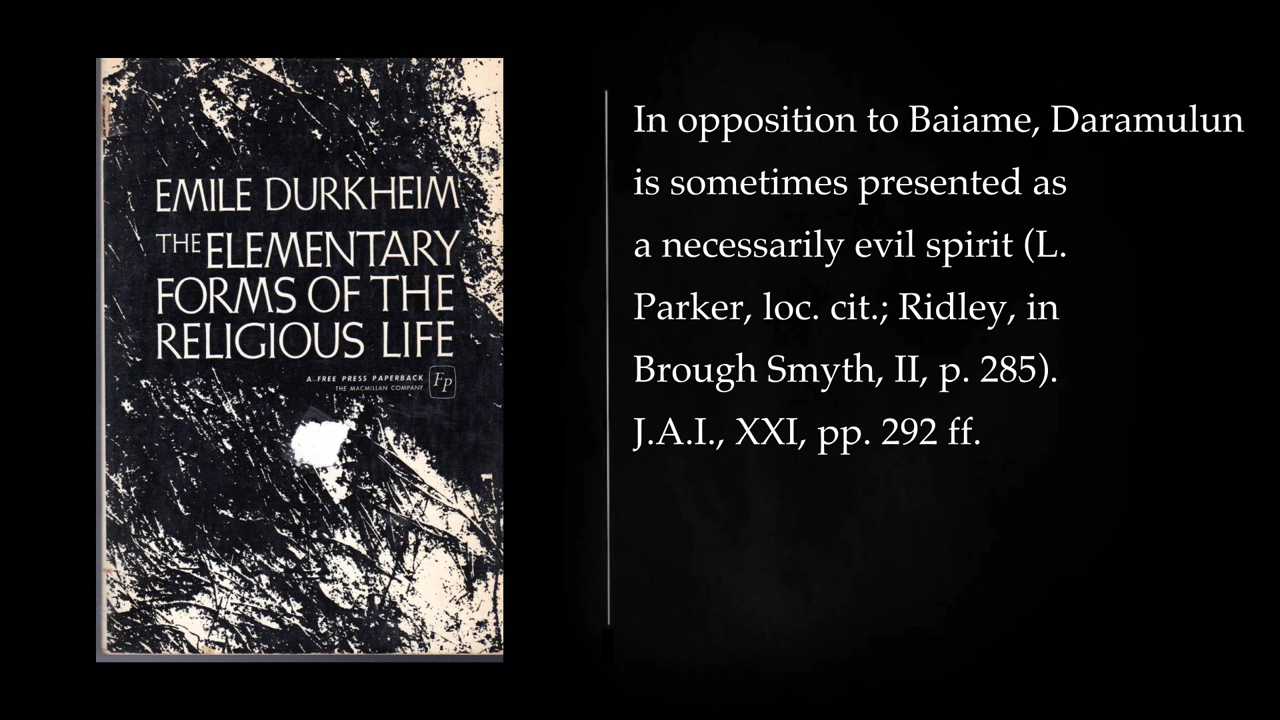 EMILE DURKHEIM
THE ELEMENTARY
FORMS OF THE
RELIGIOUS LIFE
A FREE PRESS PAPERBACK
THE MACMILLAN COMPANY
Fp
In opposition to Baiame, Daramulun
is sometimes presented as
a necessarily evil spirit (L.
Parker, loc. cit.; Ridley, in
Brough Smyth, II, p. 285).
J.A.I., XXI, pp. 292 ff.